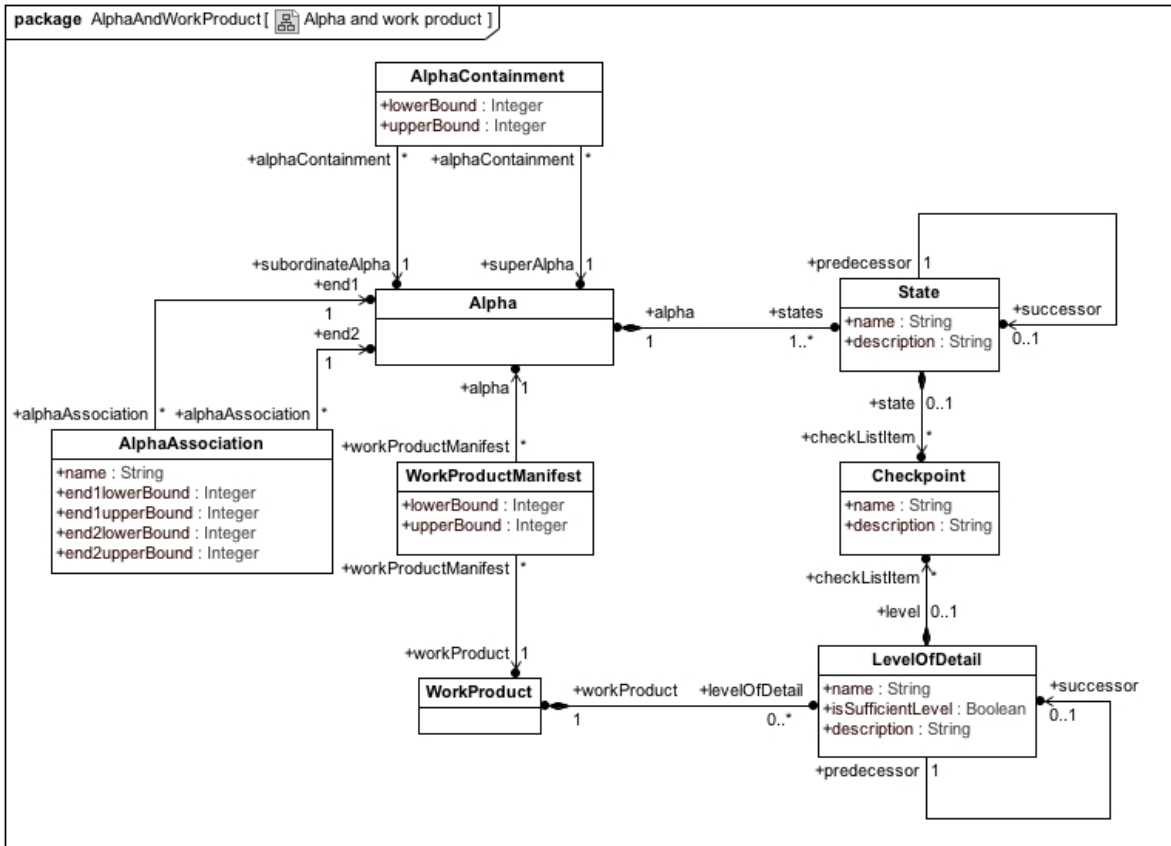 package AlphaAndWorkProduct[ Alpha and work product ]
AlphaContainment
+lowerBound : Integer
+upperBound : Integer
+alphaContainment *
+alphaContainment *
+subordinateAlpha 1
+superAlpha 1
+end1
1
+end2
1
Alpha
+alpha
1
+states
1..*
+predecessor 1
State
+name : String
+description : String
+successor
0..1
+alpha 1
+state 0..1
+alphaAssociation *
+alphaAssociation *
AlphaAssociation
+name : String
+end1lowerBound : Integer
+end1upperBound : Integer
+end2lowerBound : Integer
+end2upperBound : Integer
+workProductManifest *
WorkProductManifest
+lowerBound : Integer
+upperBound : Integer
+workProductManifest *
+checkListItem *
Checkpoint
+name : String
+description : String
+checkListItem *
+level 0..1
+workProduct 1
WorkProduct
+workProduct
1
+levelOfDetail
0..*
LevelOfDetail
+name : String
+isSufficientLevel : Boolean
+description : String
+successor
0..1
+predecessor 1